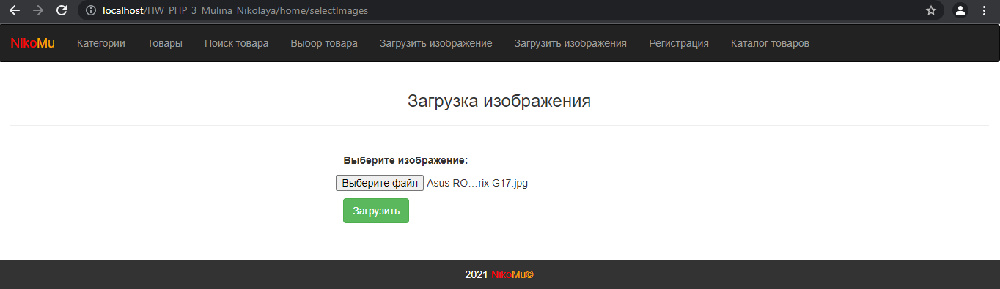 localhost/HW_PHP_3_Mulina_Nikolaya/home/selectImages
NikoMu Категории Товары Поиск товара Выбор товара Загрузить изображение Загрузить изображения Регистрация Каталог товаров
Загрузка изображения
Выберите изображение:
Выберите файл Asus RO...rix G17.jpg
Загрузить
2021 NikoMu©